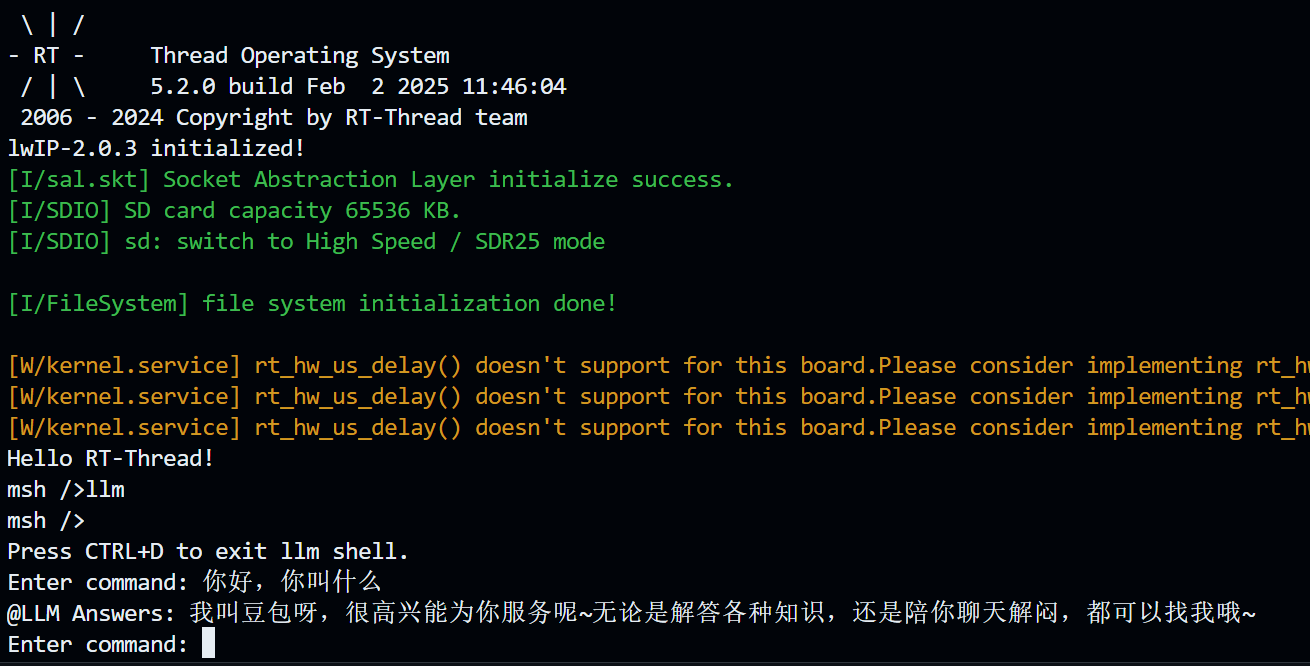 \ | /
- RT -     Thread Operating System
/ | \     5.2.0 build Feb  2 2025 11:46:04
2006 - 2024 Copyright by RT-Thread team
lwIP-2.0.3 initialized!
[I/sal.skt] Socket Abstraction Layer initialize success.
[I/SDIO] SD card capacity 65536 KB.
[I/SDIO] sd: switch to High Speed / SDR25 mode
[I/FileSystem] file system initialization done!
[W/kernel.service] rt_hw_us_delay() doesn't support for this board.Please consider implementing rt_hw
[W/kernel.service] rt_hw_us_delay() doesn't support for this board.Please consider implementing rt_hw
[W/kernel.service] rt_hw_us_delay() doesn't support for this board.Please consider implementing rt_hw
Hello RT-Thread!
msh />llm
msh />
Press CTRL+D to exit llm shell.
Enter command: 你好，你叫什么
@LLM Answers: 我叫豆包呀，很高兴能为你服务呢~无论是解答各种知识，还是陪你聊天解闷，都可以找我哦~
Enter command: